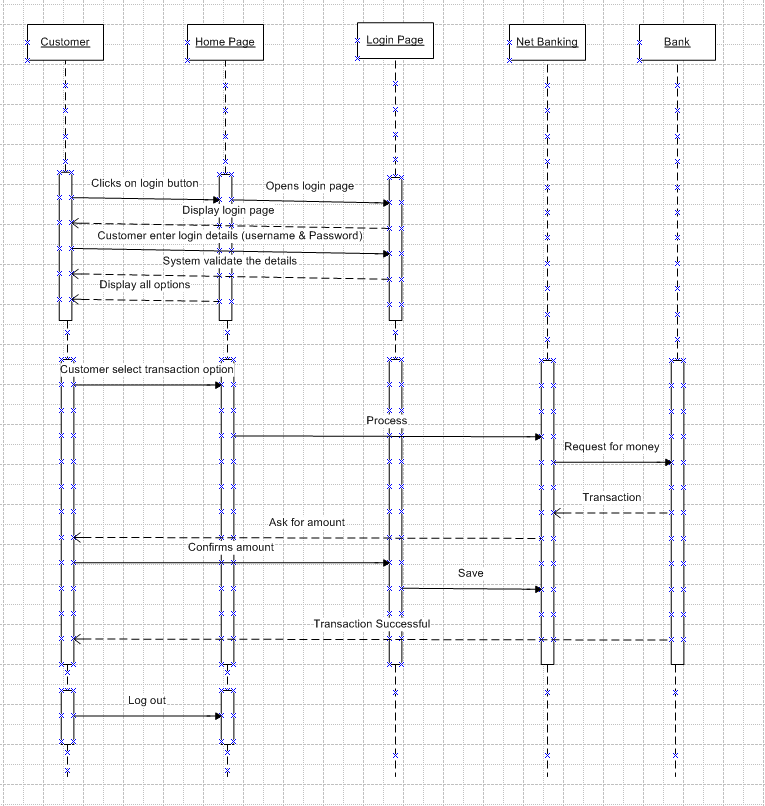 Customer
Home Page
Login Page
Net Banking
Bank
Clicks on login button
Opens login page
Display login page
Customer enter login details (username & Password)
System validate the details
Display all options
Customer select transaction option
Process
Request for money
Transaction
Ask for amount
Confirms amount
Save
Transaction Successful
Log out